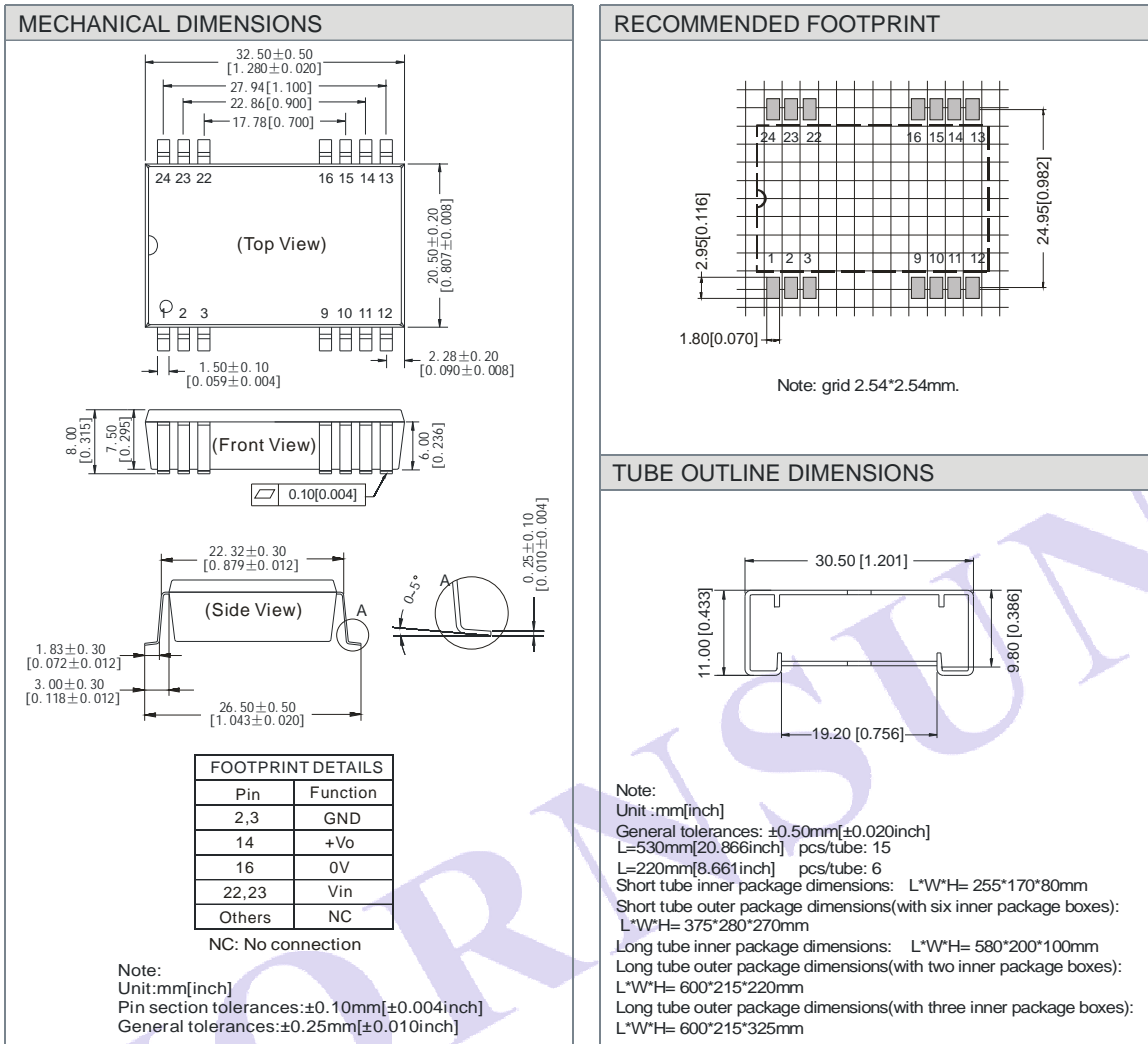 MECHANICAL DIMENSIONS
32.50±0.50
[1.280±0.020]
27.94[1.100]
22.86[0.900]
17.78[0.700]
24 23 22 16 15 14 13
(Top View)
20.50±0.20
[0.807±0.008]
1 2 3 9 10 11 12
1.50±0.10
[0.059±0.004]
2.28±0.20
[0.090±0.008]
8.00
[0.315]
7.50
[0.295]
(Front View)
6.00
[0.236]
0.10[0.004]
22.32±0.30
[0.879±0.012]
(Side View)
A
1.83±0.30
[0.072±0.012]
3.00±0.30
[0.118±0.012]
26.50±0.50
[1.043±0.020]
0~5°
A
0.25±0.10
[0.010±0.004]
FOOTPRINT DETAILS
Pin Function
2,3 GND
14 +Vo
16 0V
22,23 Vin
Others NC
NC: No connection
Note:
Unit:mm[inch]
Pin section tolerances:±0.10mm[±0.004inch]
General tolerances:±0.25mm[±0.010inch]
RECOMMENDED FOOTPRINT
24 23 22 16 15 14 13
2.95[0.116]
24.95[0.982]
1 2 3 9 10 11 12
1.80[0.070]
Note: grid 2.54*2.54mm.
TUBE OUTLINE DIMENSIONS
30.50 [1.201]
11.00 [0.433]
9.80 [0.386]
19.20 [0.756]
Note:
Unit :mm[inch]
General tolerances: ±0.50mm[±0.020inch]
L=530mm[20.866inch] pcs/tube: 15
L=220mm[8.661inch] pcs/tube: 6
Short tube inner package dimensions: L*W*H= 255*170*80mm
Short tube outer package dimensions(with six inner package boxes):
L*W*H= 375*280*270mm
Long tube inner package dimensions: L*W*H= 580*200*100mm
Long tube outer package dimensions(with two inner package boxes):
L*W*H= 600*215*220mm
Long tube outer package dimensions(with three inner package boxes):
L*W*H= 600*215*325mm